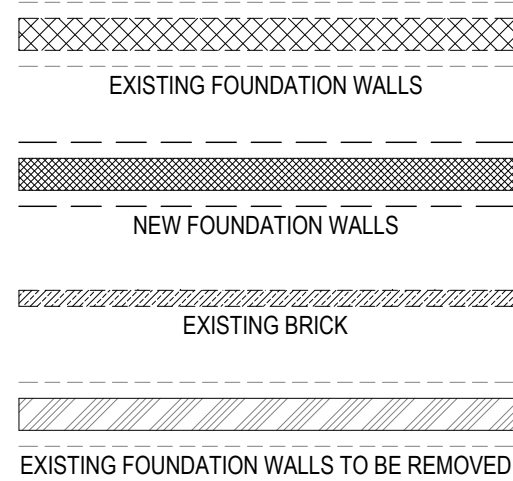 EXISTING FOUNDATION WALLS
NEW FOUNDATION WALLS
EXISTING BRICK
EXISTING FOUNDATION WALLS TO BE REMOVED